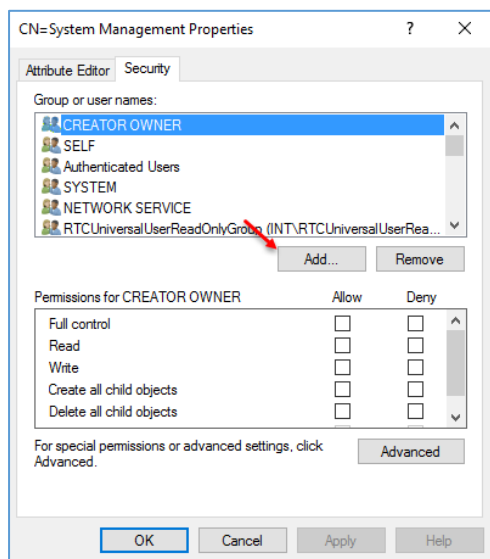 CN=System Management Properties ? ×
Attribute Editor Security
Group or user names:
CREATOR OWNER
SELF
Authenticated Users
SYSTEM
NETWORK SERVICE
RTCUniversalUserReadOnlyGroup (INT\RTCUniversalUserRea...
Add... Remove
Permissions for CREATOR OWNER Allow Deny
Full control
Read
Write
Create all child objects
Delete all child objects
For special permissions or advanced settings, click Advanced
Advanced.
OK Cancel Apply Help